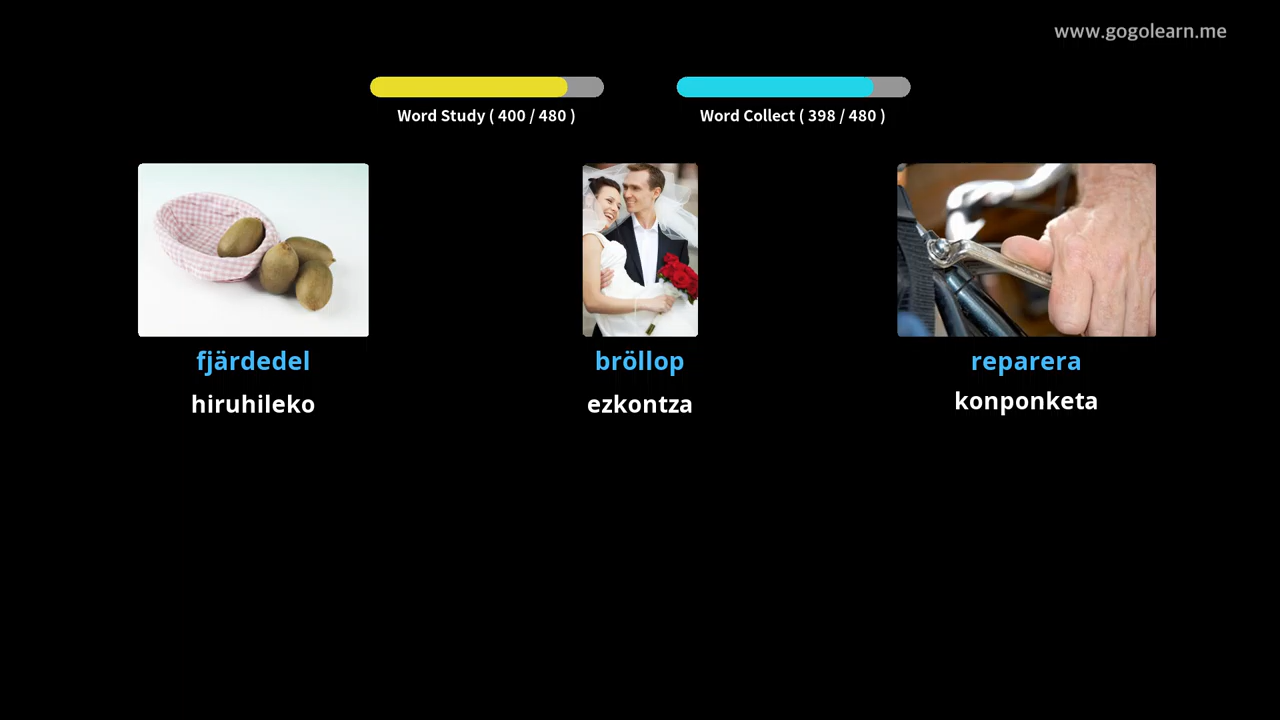 www.gogolearn.me
Word Study ( 400 / 480 )
Word Collect ( 398 / 480 )
fjärdedel
bröllop
reparera
hiruhileko
ezkontza
konponketa